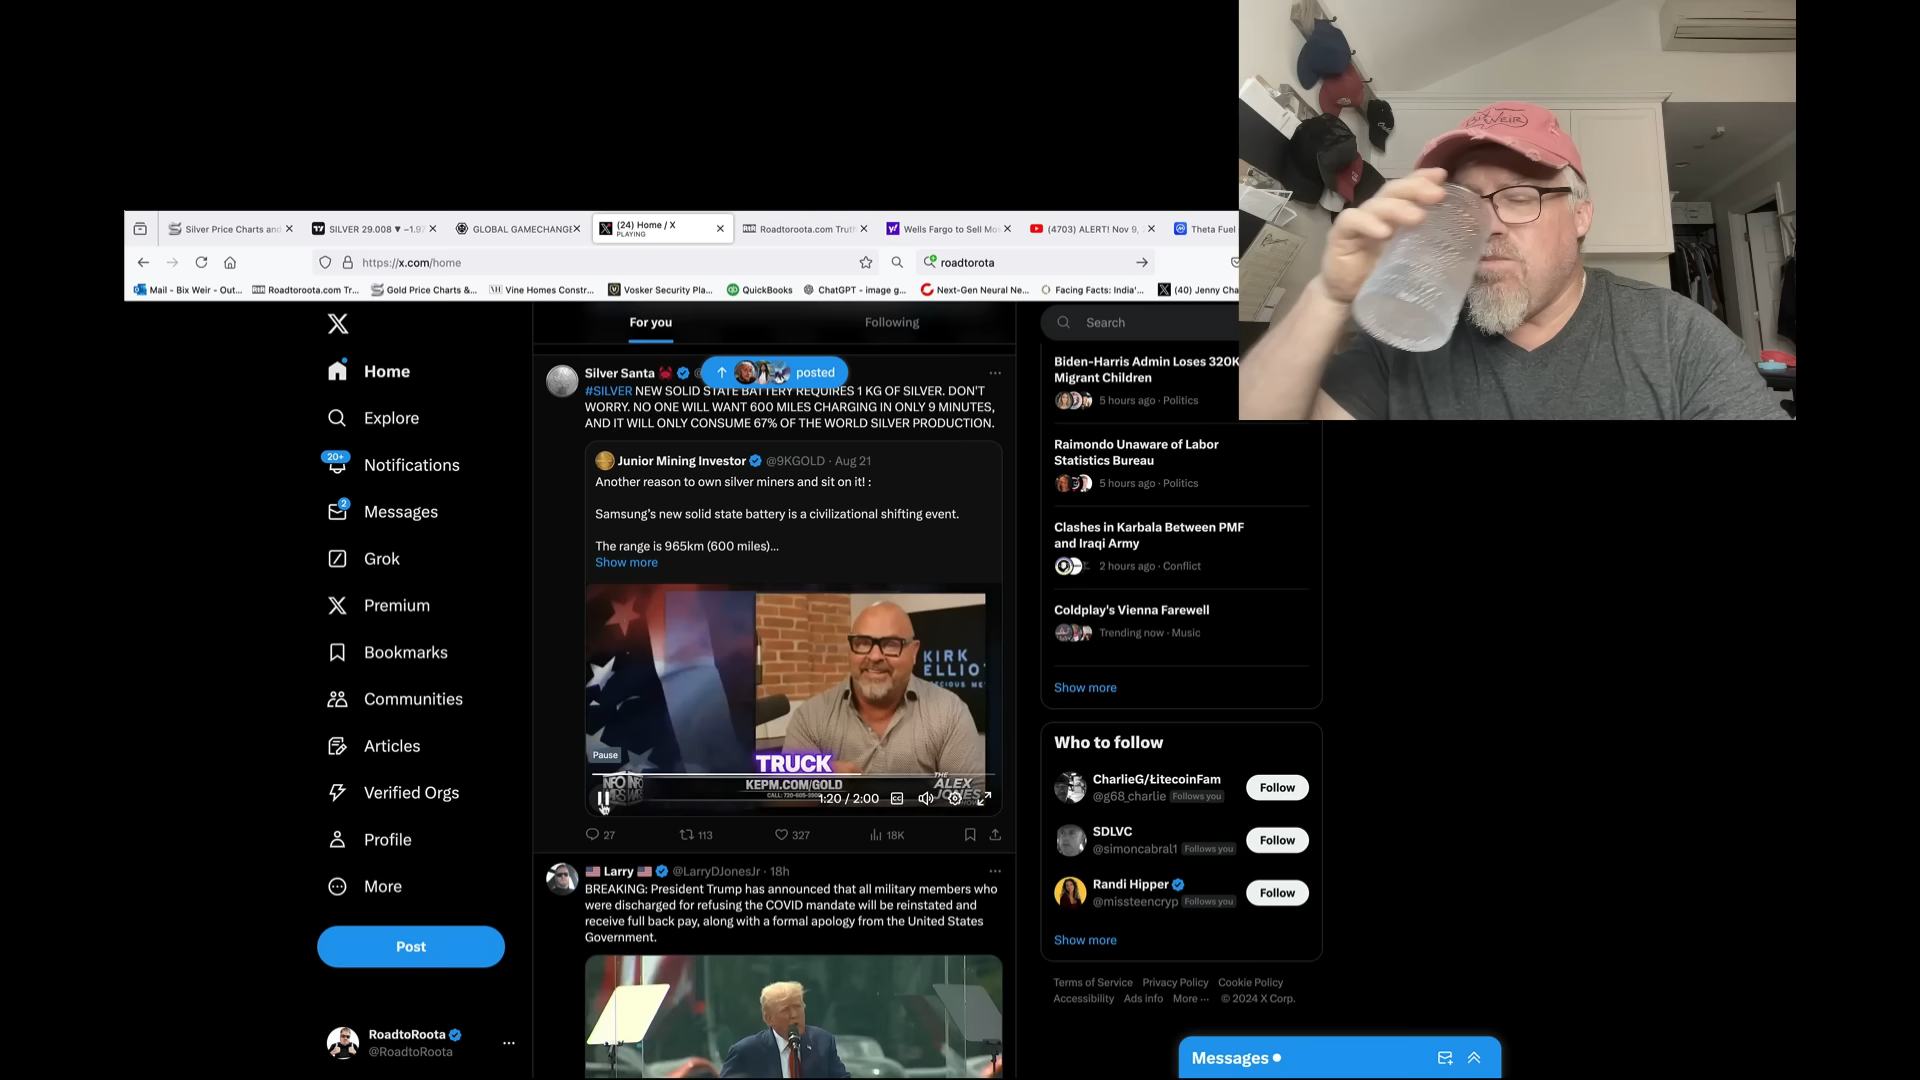 Silver Price Charts and
SILVER 29.008 ▼ −1.9
GLOBAL GAMECHANGE
(24) Home / X
PLAYING
Roadtoroota.com Trut
Wells Fargo to Sell Mo
(4703) ALERT! Nov 9,
Theta Fuel
https://x.com/home
roadtorota
Mail - Bix Weir - Out...
Roadtoroota.com Tr...
Gold Price Charts &...
Vine Homes Constr...
Vosker Security Pla...
QuickBooks
ChatGPT - image g...
Next-Gen Neural Ne...
Facing Facts: India'...
(40) Jenny Cha
Home
Explore
20+
Notifications
2
Messages
Grok
Premium
Bookmarks
Communities
Articles
Verified Orgs
Profile
More
Post
RoadtoRoota
@RoadtoRoota
For you
Following
posted
Silver Santa
#SILVER NEW SOLID STATE BATTERY REQUIRES 1 KG OF SILVER. DON'T
WORRY. NO ONE WILL WANT 600 MILES CHARGING IN ONLY 9 MINUTES,
AND IT WILL ONLY CONSUME 67% OF THE WORLD SILVER PRODUCTION.
Junior Mining Investor @9KGOLD · Aug 21
Another reason to own silver miners and sit on it! :
Samsung's new solid state battery is a civilizational shifting event.
The range is 965km (600 miles)...
Show more
KIRK
ELLIO
Pause
TRUCK
KEPM.COM/GOLD
THE
ALEX
JONES
INFO
1:20 / 2:00
27
113
327
18K
Larry @LarryDJonesJr · 18h
BREAKING: President Trump has announced that all military members who
were discharged for refusing the COVID mandate will be reinstated and
receive full back pay, along with a formal apology from the United States
Government.
Search
Biden-Harris Admin Loses 320K
Migrant Children
5 hours ago · Politics
Raimondo Unaware of Labor
Statistics Bureau
5 hours ago · Politics
Clashes in Karbala Between PMF
and Iraqi Army
2 hours ago · Conflict
Coldplay's Vienna Farewell
Trending now · Music
Show more
Who to follow
CharlieG/ŁitecoinFam
@g68_charlie Follows you
Follow
SDLVC
@simoncabral1 Follows you
Follow
Randi Hipper
@missteencryp Follows you
Follow
Show more
Terms of Service Privacy Policy Cookie Policy
Accessibility Ads info More ··· © 2024 X Corp.
Messages